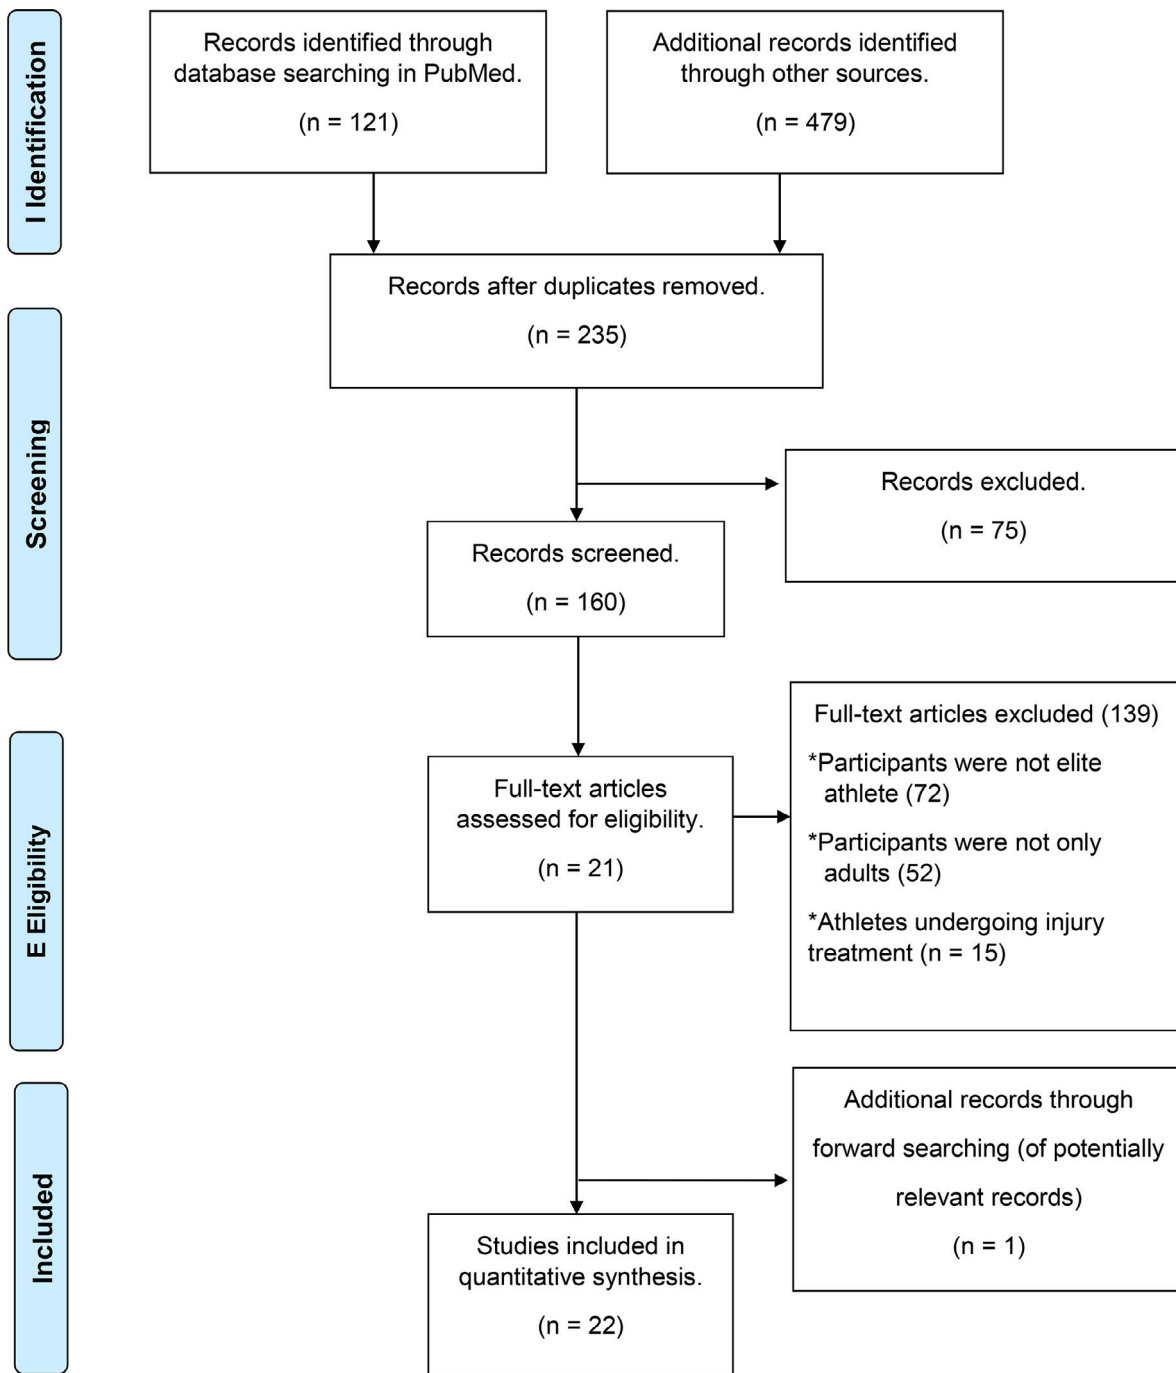 I Identification
Records identified through
database searching in PubMed.
(n = 121)
Additional records identified
through other sources.
(n = 479)
Records after duplicates removed.
(n = 235)
Screening
Records excluded.
(n = 75)
Records screened.
(n = 160)
E Eligibility
Full-text articles
assessed for eligibility.
(n = 21)
Full-text articles excluded (139)
*Participants were not elite
athlete (72)
*Participants were not only
adults (52)
*Athletes undergoing injury
treatment (n = 15)
Included
Additional records through
forward searching (of potentially
relevant records)
(n = 1)
Studies included in
quantitative synthesis.
(n = 22)